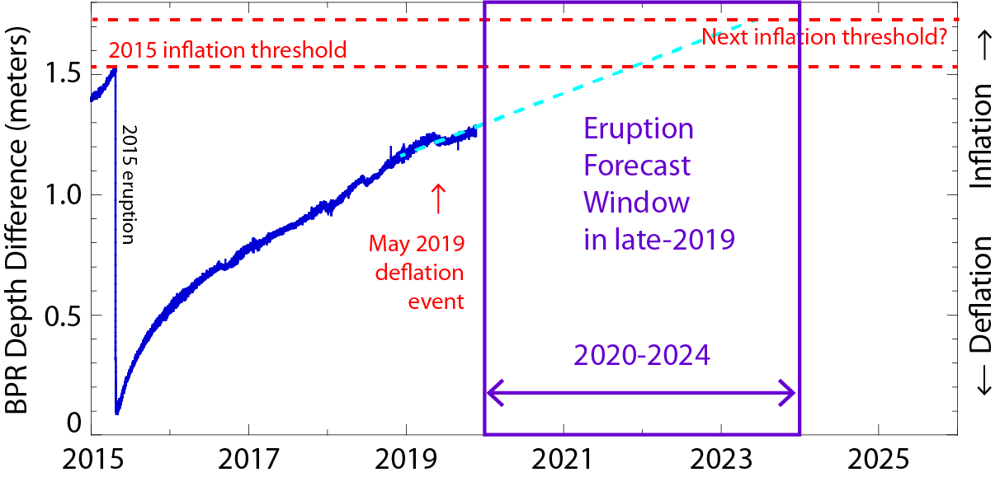 BPR Depth Difference (meters)
1.5
1.0
0.5
0
2015 inflation threshold
Next inflation threshold?
2015 eruption
May 2019
deflation
event
Eruption
Forecast
Window
in late-2019
2020-2024
← Deflation
Inflation →
2015
2017
2019
2021
2023
2025